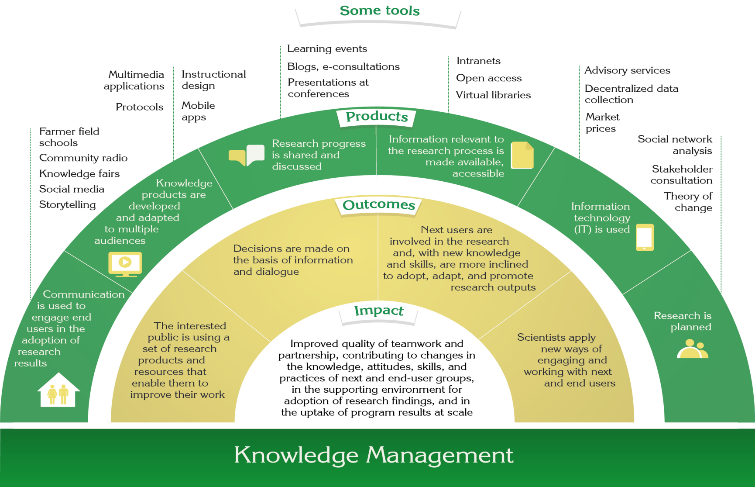 Some tools
Learning events
Blogs, e-consultations
Presentations at
conferences
Intranets
Open access
Virtual libraries
Multimedia
applications
Protocols
Instructional
design
Mobile
apps
Advisory services
Decentralized data
collection
Market
prices
Farmer field
schools
Community radio
Knowledge fairs
Social media
Storytelling
Social network
analysis
Stakeholder
consultation
Theory of
change
Products
Communication
is used to
engage end
users in the
adoption of
research
results
Knowledge
products are
developed
and adapted
to multiple
audiences
Research progress
is shared and
discussed
Information relevant to
the research process is
made available,
accessible
Information
technology
(IT) is used
Research is
planned
Outcomes
The interested
public is using a
set of research
products and
resources that
enable them to
improve their work
Decisions are made on
the basis of information
and dialogue
Next users are
involved in the research
and, with new knowledge
and skills, are more inclined
to adopt, adapt, and promote
research outputs
Scientists apply
new ways of
engaging and
working with next
and end users
Impact
Improved quality of teamwork and
partnership, contributing to changes in
the knowledge, attitudes, skills, and
practices of next and end-user groups,
in the supporting environment for
adoption of research findings, and in
the uptake of program results at scale
Knowledge Management